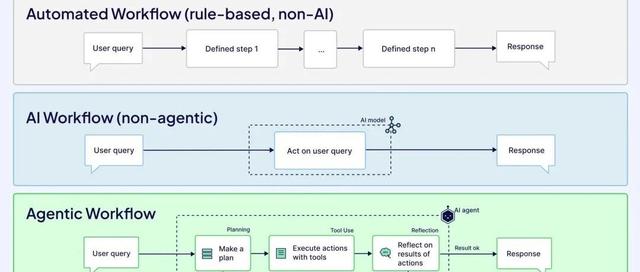 Automated Workflow (rule-based, non-AI)
User query
Defined step 1
...
Defined step n
Response
AI Workflow (non-agentic)
AI model
User query
Act on user query
Response
Agentic Workflow
AI agent
Planning
Tool Use
Reflection
User query
Make a
plan
Execute actions
with tools
Reflect on
results of
actions
Result ok
Response